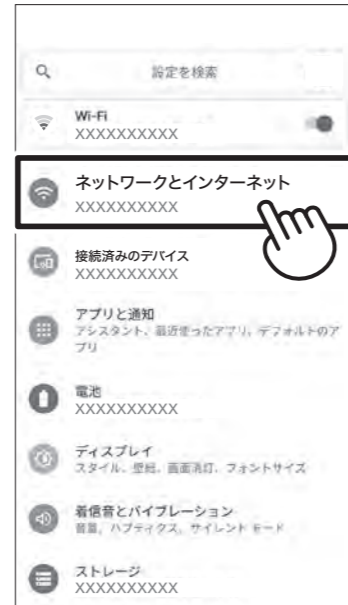 設定を検索
Wi-Fi
XXXXXXXXXX
ネットワークとインターネット
XXXXXXXXXX
接続済みのデバイス
XXXXXXXXXX
アプリと通知
アシスタント、最近使ったアプリ、デフォルトのア
プリ
電池
XXXXXXXXXX
ディスプレイ
スタイル、壁紙、画面消灯、フォントサイズ
着信音とバイブレーション
音量、ハプティクス、サイレント モード
ストレージ
XXXXXXXXXX